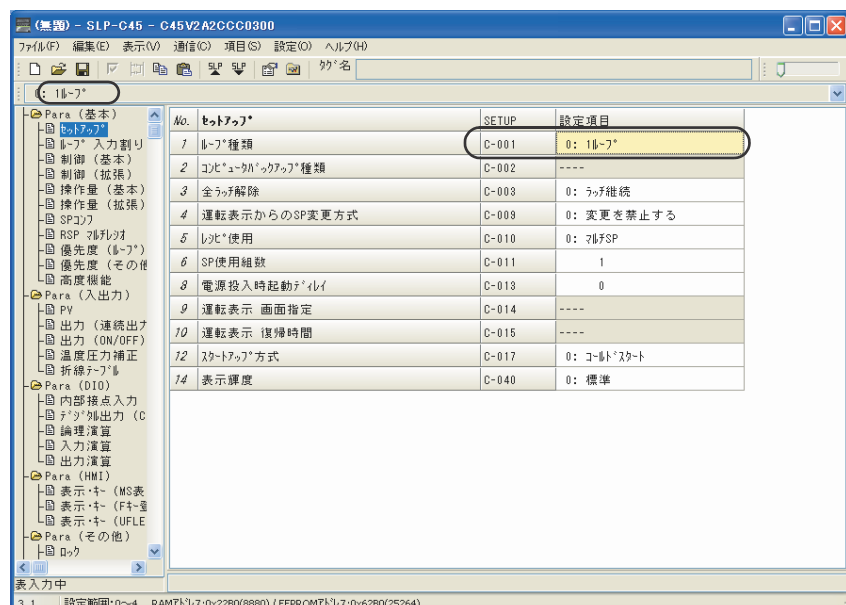 (無題) - SLP-C45 - C45V2A2CCC0300
ﾌｧｲﾙ(F) 編集(E) 表示(V) 通信(C) 項目(S) 設定(O) ヘルプ(H)
SLP SLP ﾀｸﾞ名
0: 1ﾙｰﾌﾟ
Para (基本)
ｾｯﾄｱｯﾌﾟ
ﾙｰﾌﾟ 入力割り
制御 (基本)
制御 (拡張)
操作量 (基本)
操作量 (拡張)
SPｺﾝﾌ
RSP ﾏﾙﾁﾚｼｵ
優先度 (ﾙｰﾌﾟ)
優先度 (その他
高度機能
Para (入出力)
PV
出力 (連続出力
出力 (ON/OFF)
温度圧力補正
折線ﾃｰﾌﾞﾙ
Para (DIO)
内部接点入力
ﾃﾞｼﾞﾀﾙ出力 (C
論理演算
入力演算
出力演算
Para (HMI)
表示･ｷｰ (MS表
表示･ｷｰ (Fｷｰ登
表示･ｷｰ (UFLE
Para (その他)
ﾛｯｸ
No. ｾｯﾄｱｯﾌﾟ SETUP 設定項目
1 ﾙｰﾌﾟ種類 C-001 0: 1ﾙｰﾌﾟ
2 ｺﾝﾋﾟｭｰﾀﾊﾞｯｸｱｯﾌﾟ種類 C-002 ----
3 全ﾗｯﾁ解除 C-003 0: ﾗｯﾁ継続
4 運転表示からのSP変更方式 C-009 0: 変更を禁止する
5 ﾚｼﾋﾟ使用 C-010 0: ﾏﾙﾁSP
6 SP使用組数 C-011 1
8 電源投入時起動ﾃﾞｨﾚｲ C-013 0
9 運転表示 画面指定 C-014 ----
10 運転表示 復帰時間 C-015 ----
12 ｽﾀｰﾄｱｯﾌﾟ方式 C-017 0: ｺｰﾙﾄﾞｽﾀｰﾄ
14 表示輝度 C-040 0: 標準
表入力中
3 1 設定範囲:0～4 RAMｱﾄﾞﾚｽ:0x22B0(8880) / EEPROMｱﾄﾞﾚｽ:0x62B0(25264)